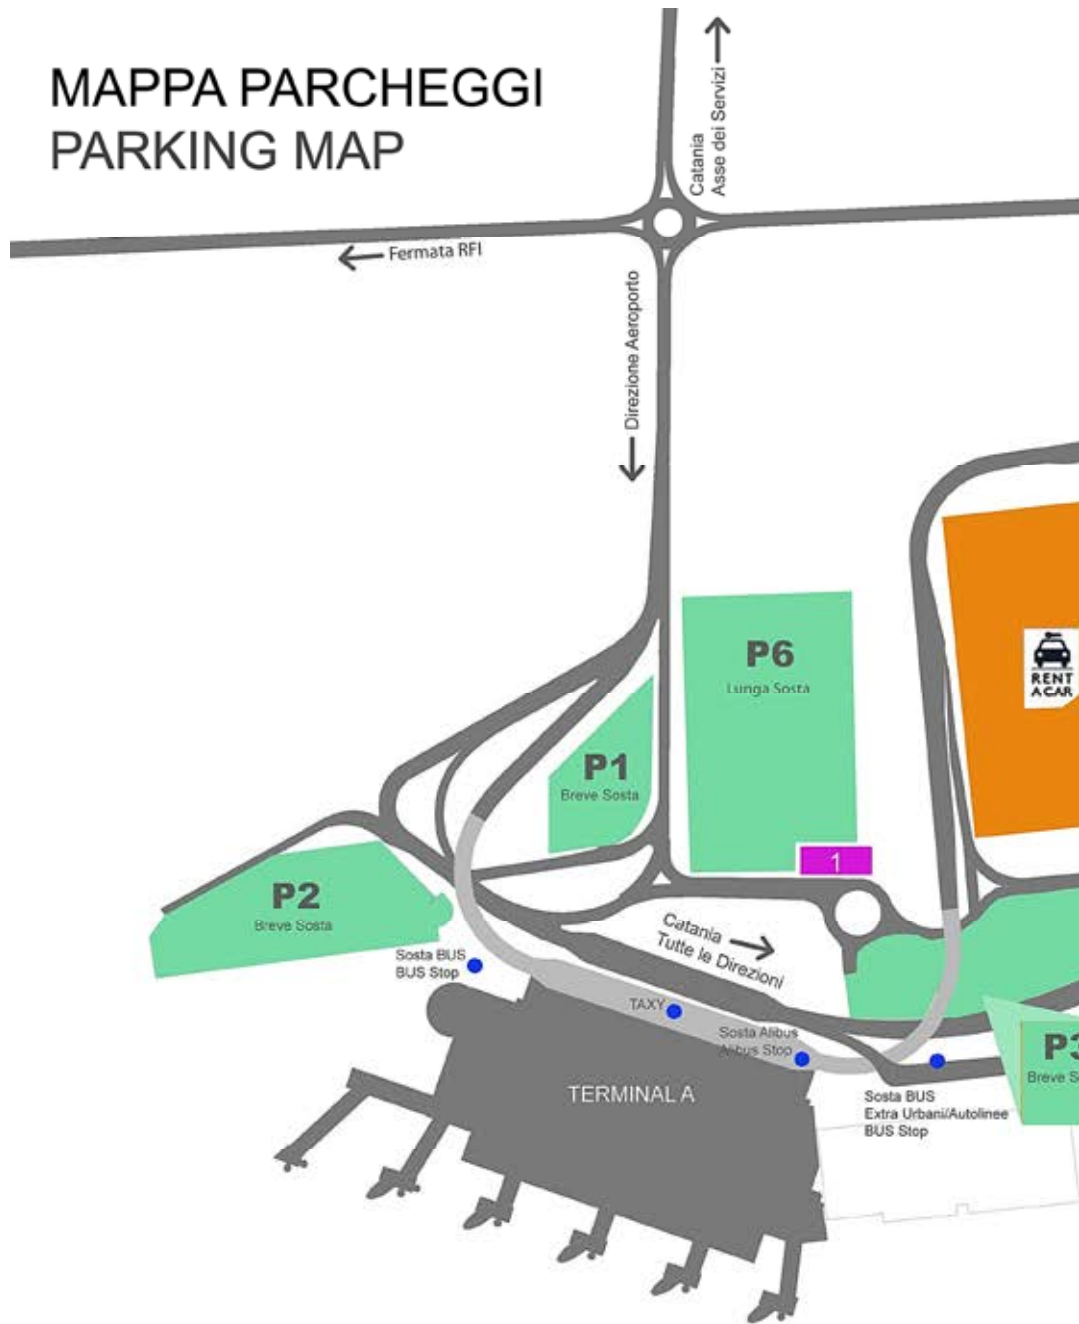 MAPPA PARCHEGGI
PARKING MAP
Catania
Asse dei Servizi
Fermata RFI
Direzione Aeroporto
P6
Lunga Sosta
RENT
A CAR
P1
Breve Sosta
1
P2
Breve Sosta
Catania
Tutte le Direzioni
Sosta BUS
BUS Stop
TAXY
Sosta Alibus
Alibus Stop
P3
Breve
TERMINAL A
Sosta BUS
Extra Urbani/Autolinee
BUS Stop